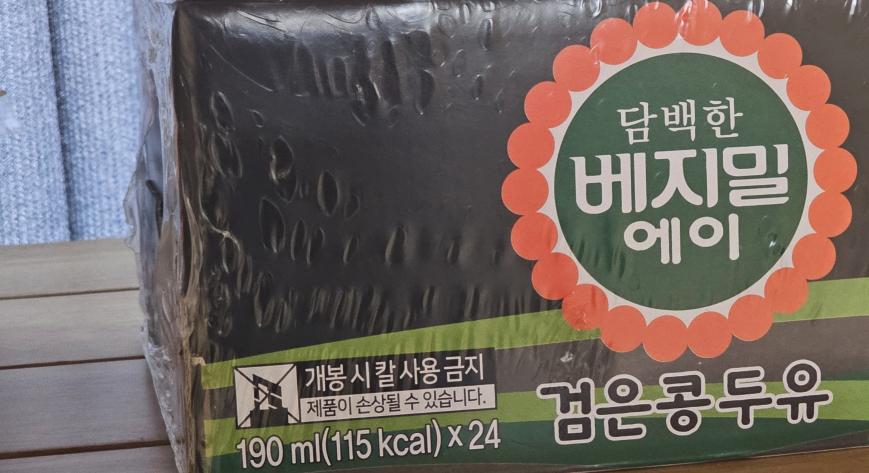 담백한
베지밀
에이
개봉 시 칼 사용 금지
제품이 손상될 수 있습니다.
190 ml(115 kcal) x 24
검은콩 두유